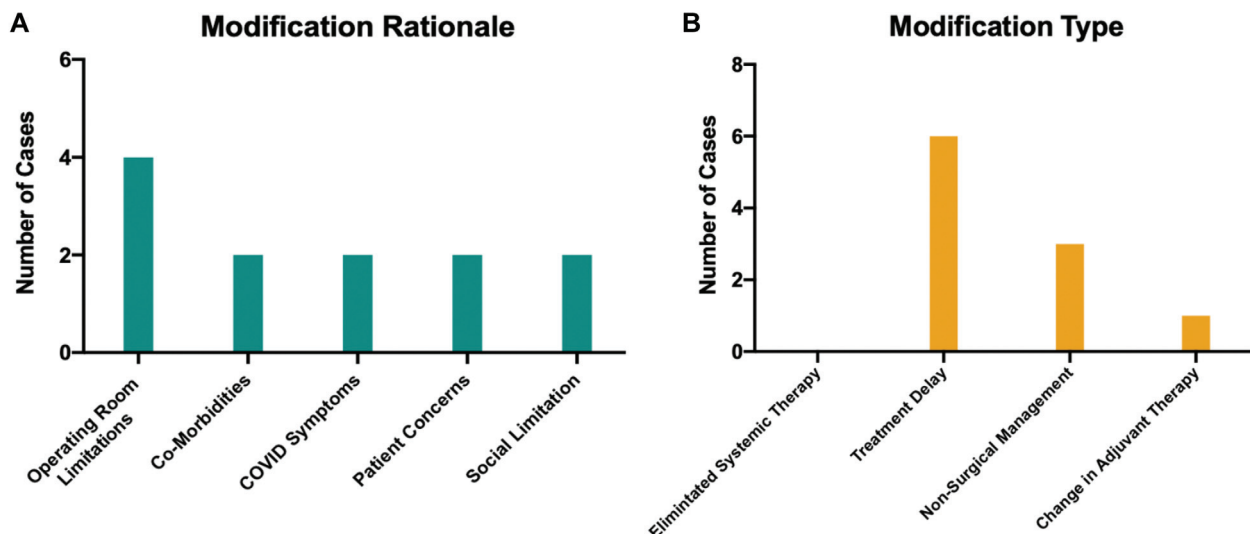 A
Modification Rationale
Number of Cases
6
4
2
0
Operating Room
Limitations
Co-Morbidities
COVID Symptoms
Patient Concerns
Social Limitation
B
Modification Type
Number of Cases
8
6
4
2
0
Elimintated Systemic Therapy
Treatment Delay
Non-Surgical Management
Change in Adjuvant Therapy